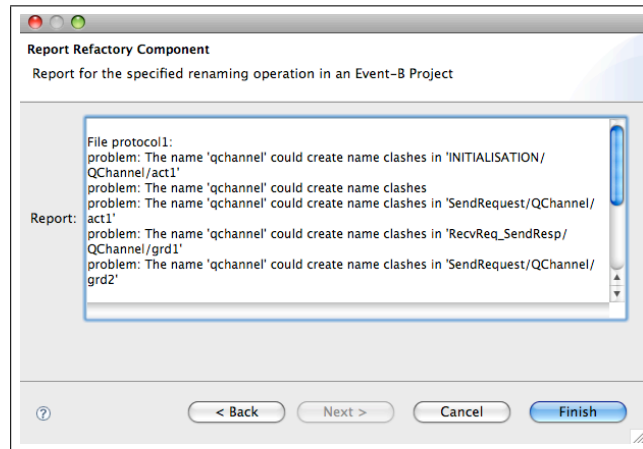 Report Refactory Component
Report for the specified renaming operation in an Event-B Project
Report:
File protocol1:
problem: The name 'qchannel' could create name clashes in 'INITIALISATION/
QChannel/act1'
problem: The name 'qchannel' could create name clashes
problem: The name 'qchannel' could create name clashes in 'SendRequest/QChannel/
act1'
problem: The name 'qchannel' could create name clashes in 'RecvReq_SendResp/
QChannel/grd1'
problem: The name 'qchannel' could create name clashes in 'SendRequest/QChannel/
grd2'
? < Back Next > Cancel Finish